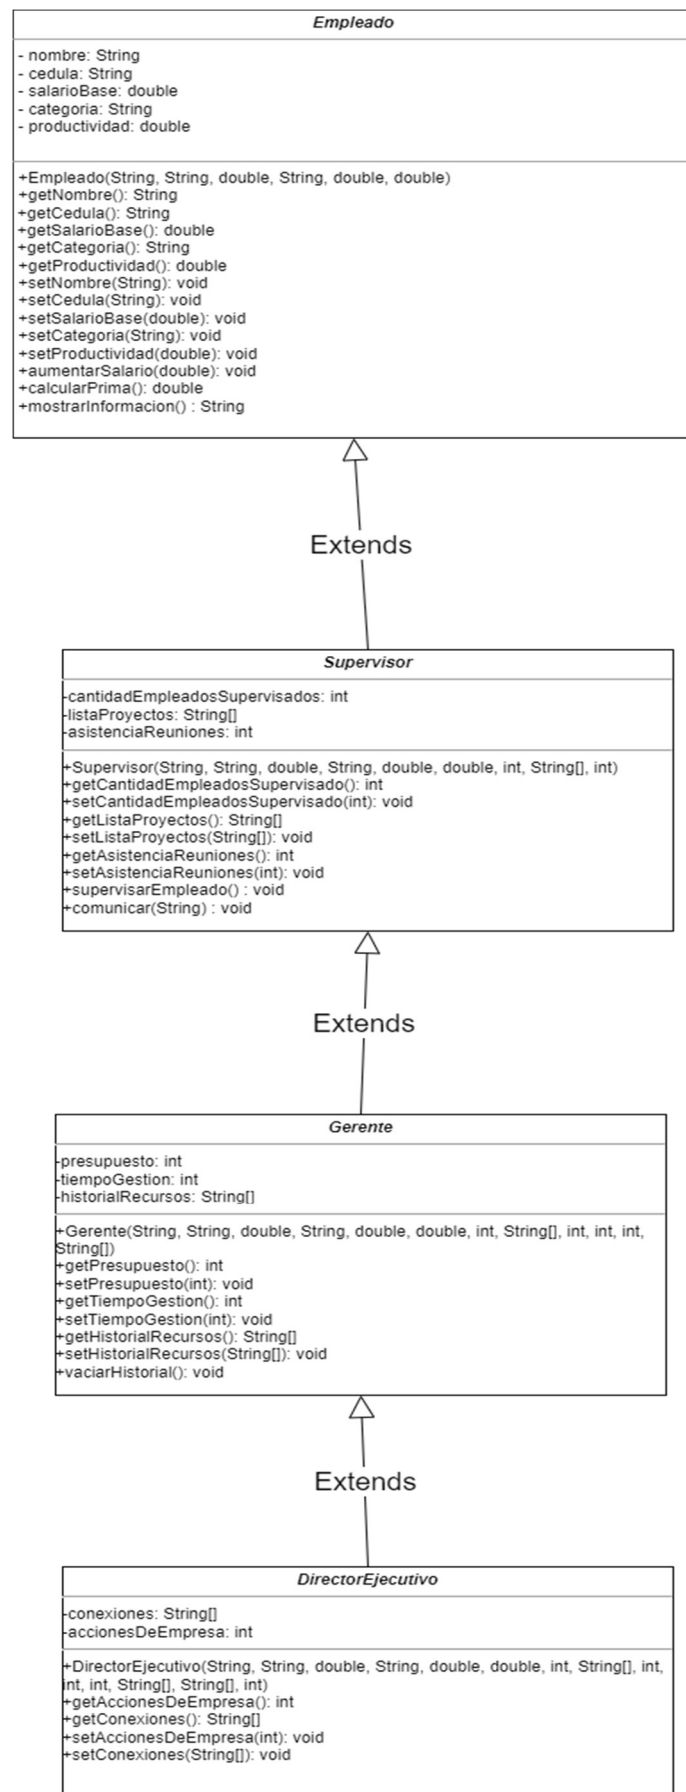 Empleado
- nombre: String
- cedula: String
- salarioBase: double
- categoria: String
- productividad: double
+Empleado(String, String, double, String, double, double)
+getNombre(): String
+getCedula(): String
+getSalarioBase(): double
+getCategoria(): String
+getProductividad(): double
+setNombre(String): void
+setCedula(String): void
+setSalarioBase(double): void
+setCategoria(String): void
+setProductividad(double): void
+aumentarSalario(double): void
+calcularPrima(): double
+mostrarInformacion() : String
Extends
Supervisor
-cantidadEmpleadosSupervisados: int
-listaProyectos: String[]
-asistenciaReuniones: int
+Supervisor(String, String, double, String, double, double, int, String[], int)
+getCantidadEmpleadosSupervisado(): int
+setCantidadEmpleadosSupervisado(int): void
+getListaProyectos(): String[]
+setListaProyectos(String[]): void
+getAsistenciaReuniones(): int
+setAsistenciaReuniones(int): void
+supervisarEmpleado() : void
+comunicar(String) : void
Extends
Gerente
-presupuesto: int
-tiempoGestion: int
-historialRecursos: String[]
+Gerente(String, String, double, String, double, double, int, String[], int, int, int,
String[])
+getPresupuesto(): int
+setPresupuesto(int): void
+getTiempoGestion(): int
+setTiempoGestion(int): void
+getHistorialRecursos(): String[]
+setHistorialRecursos(String[]): void
+vaciarHistorial(): void
Extends
DirectorEjecutivo
-conexiones: String[]
-accionesDeEmpresa: int
+DirectorEjecutivo(String, String, double, String, double, double, int, String[], int,
int, int, String[], String[], int)
+getAccionesDeEmpresa(): int
+getConexiones(): String[]
+setAccionesDeEmpresa(int): void
+setConexiones(String[]): void